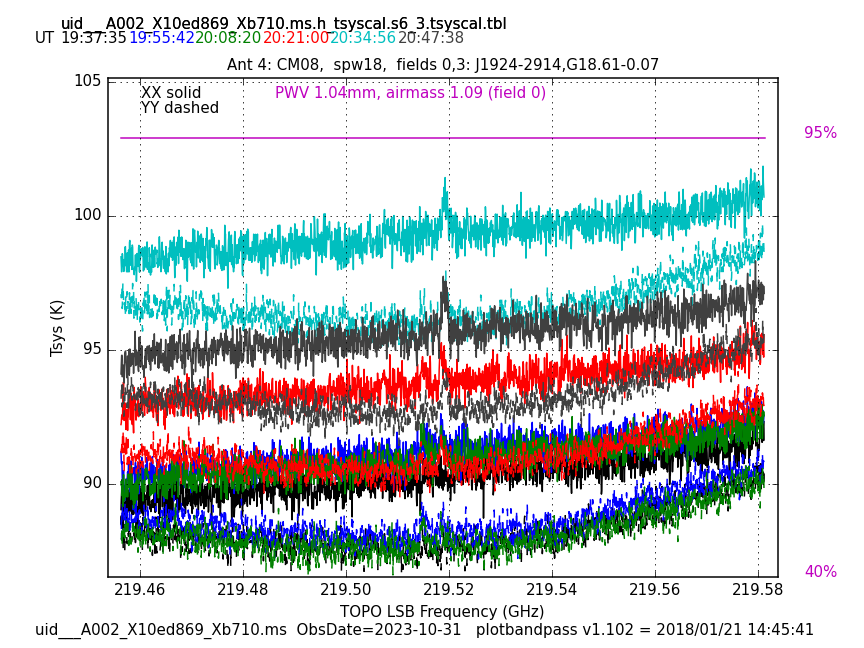 uid___A002_X10ed869_Xb710.ms.h_tsyscal.s6_3.tsyscal.tbl
UT 19:37:35 19:55:42 20:08:20 20:21:00 20:34:56 20:47:38
Ant 4: CM08,  spw18,  fields 0,3: J1924-2914,G18.61-0.07
XX solid
PWV 1.04mm, airmass 1.09 (field 0)
YY dashed
95%
105
100
95
90
Tsys (K)
40%
219.46 219.48 219.50 219.52 219.54 219.56 219.58
TOPO LSB Frequency (GHz)
uid___A002_X10ed869_Xb710.ms  ObsDate=2023-10-31   plotbandpass v1.102 = 2018/01/21 14:45:41